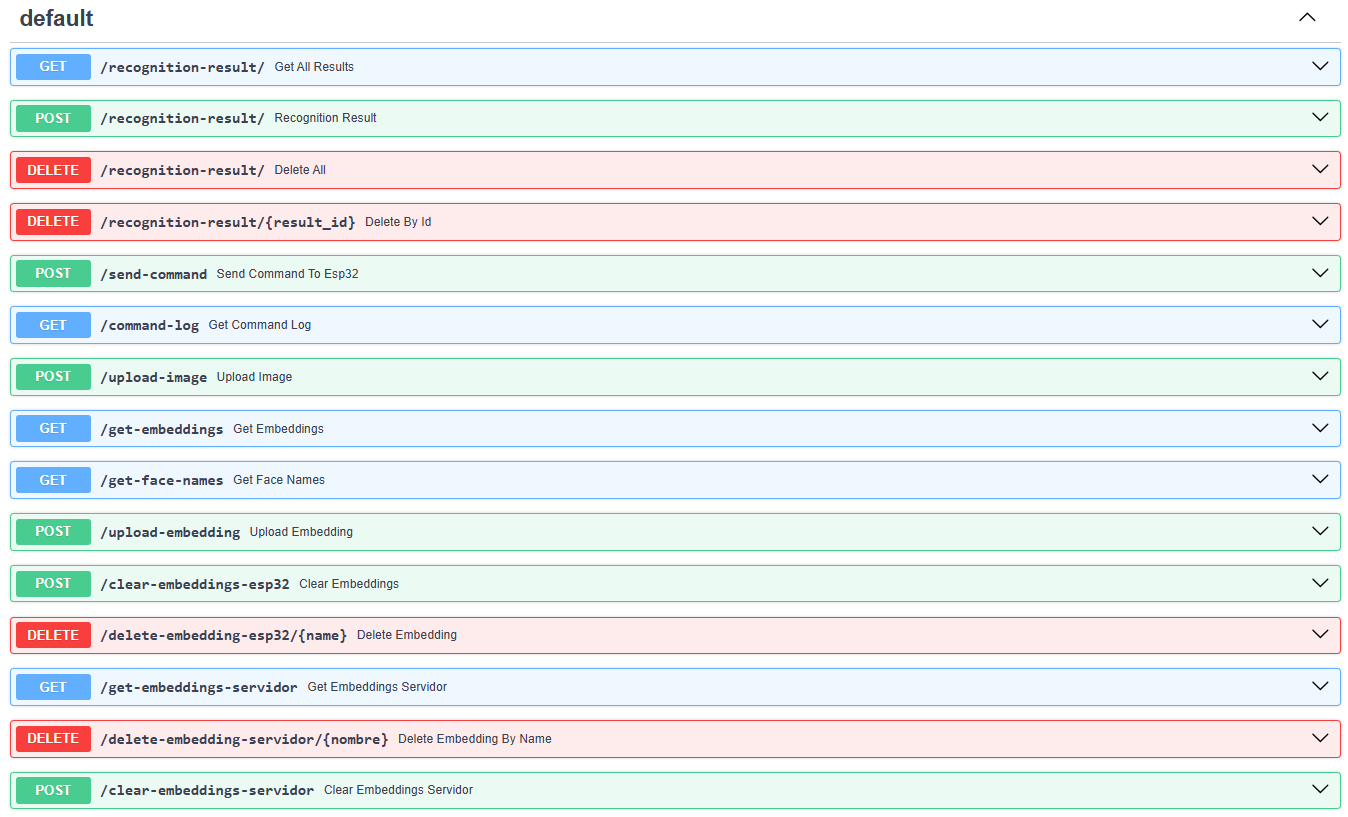 default
GET /recognition-result/ Get All Results
POST /recognition-result/ Recognition Result
DELETE /recognition-result/ Delete All
DELETE /recognition-result/{result_id} Delete By Id
POST /send-command Send Command To Esp32
GET /command-log Get Command Log
POST /upload-image Upload Image
GET /get-embeddings Get Embeddings
GET /get-face-names Get Face Names
POST /upload-embedding Upload Embedding
POST /clear-embeddings-esp32 Clear Embeddings
DELETE /delete-embedding-esp32/{name} Delete Embedding
GET /get-embeddings-servidor Get Embeddings Servidor
DELETE /delete-embedding-servidor/{nombre} Delete Embedding By Name
POST /clear-embeddings-servidor Clear Embeddings Servidor